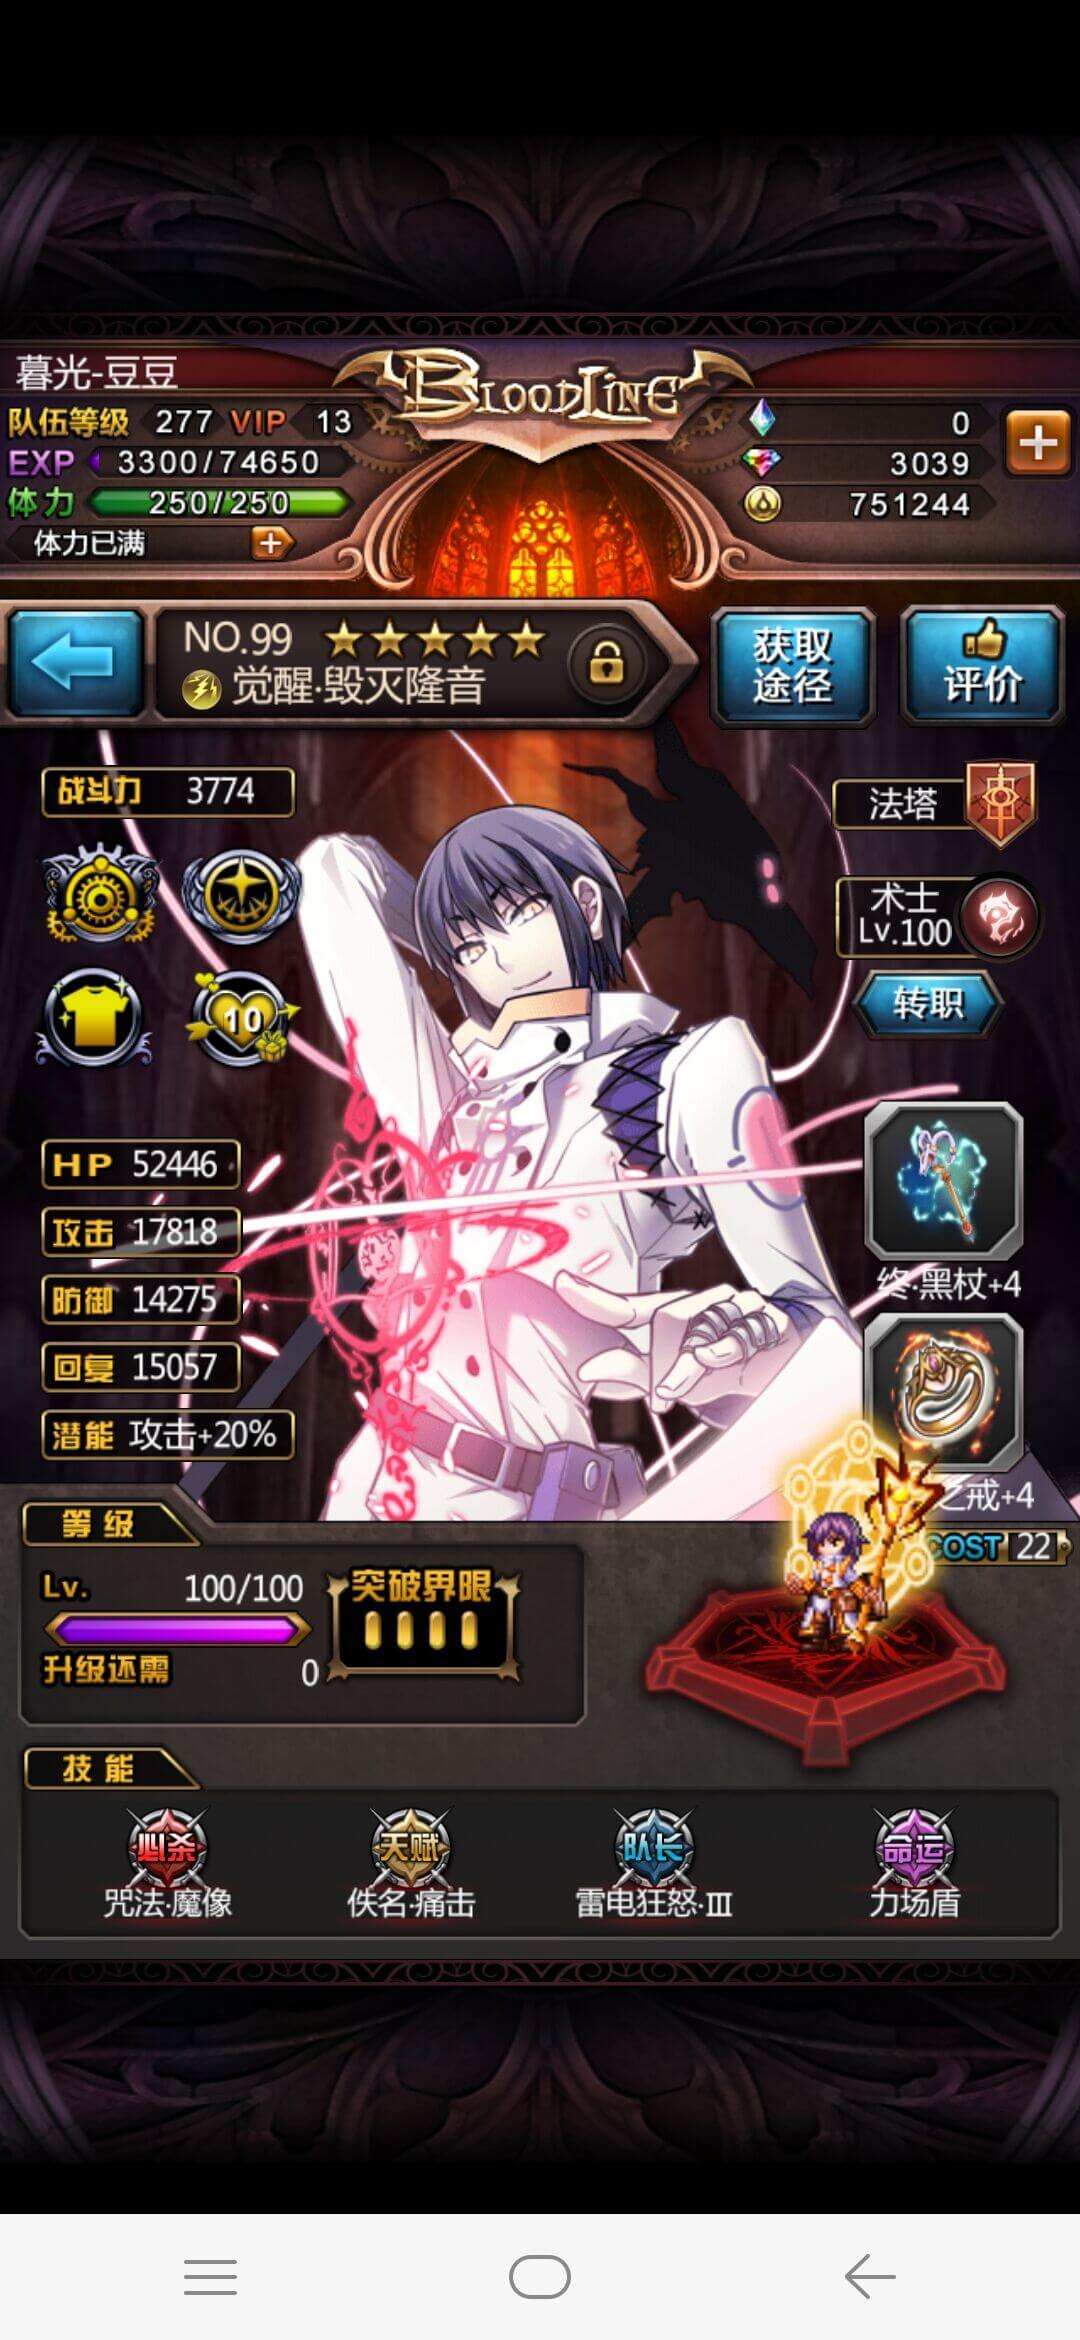 暮光-豆豆
BLOODLINE
队伍等级 277 VIP 13
0
EXP 3300/74650
3039
体力 250/250
751244
体力已满
NO.99
觉醒·毁灭隆音
获取
途径
评价
战斗力 3774
法塔
术士
Lv.100
转职
10
HP 52446
攻击 17818
防御 14275
回复 15057
潜能 攻击+20%
终·黑杖+4
之戒+4
COST 22
等级
Lv. 100/100
突破界限
升级还需 0
技能
必杀
天赋
队长
命运
咒法·魔像
佚名·痛击
雷电狂怒·III
力场盾